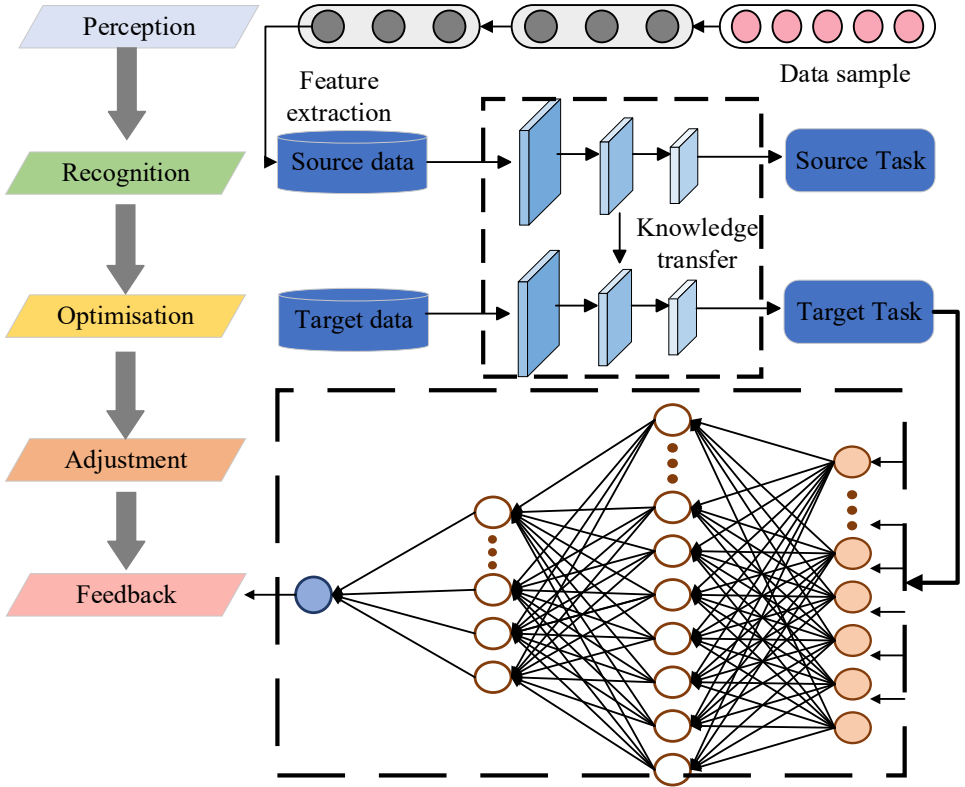 Perception
Data sample
Feature
extraction
Recognition
Source data
Source Task
Knowledge
transfer
Optimisation
Target data
Target Task
Adjustment
Feedback